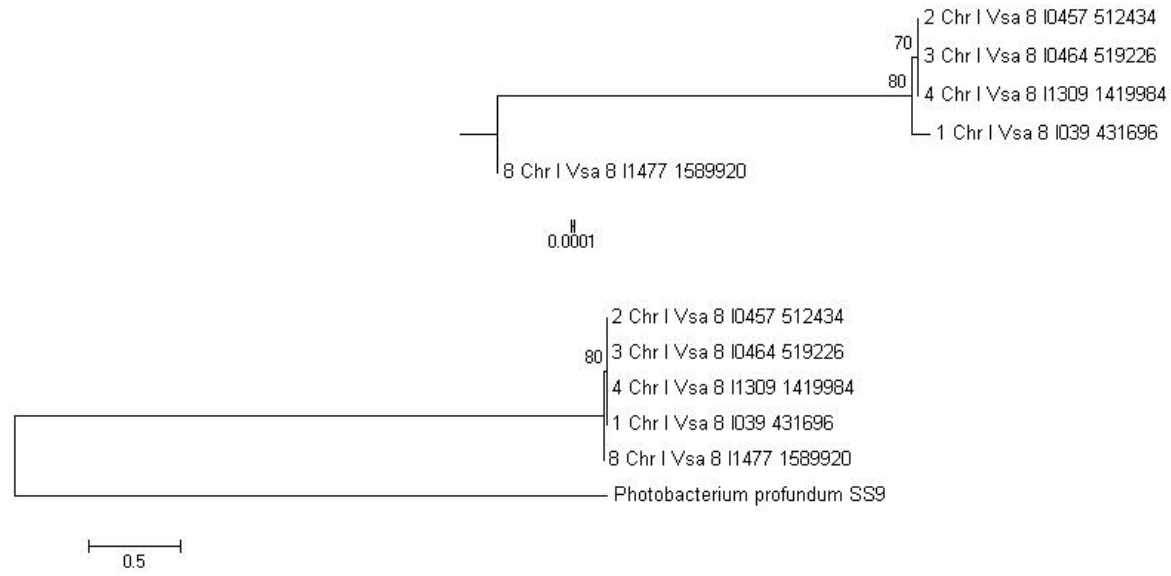 2 Chr I Vsa 8 I0457 512434
70
3 Chr I Vsa 8 I0464 519226
80
4 Chr I Vsa 8 I1309 1419984
1 Chr I Vsa 8 I039 431696
8 Chr I Vsa 8 I1477 1589920
0.0001
2 Chr I Vsa 8 I0457 512434
80
3 Chr I Vsa 8 I0464 519226
4 Chr I Vsa 8 I1309 1419984
1 Chr I Vsa 8 I039 431696
8 Chr I Vsa 8 I1477 1589920
Photobacterium profundum SS9
0.5